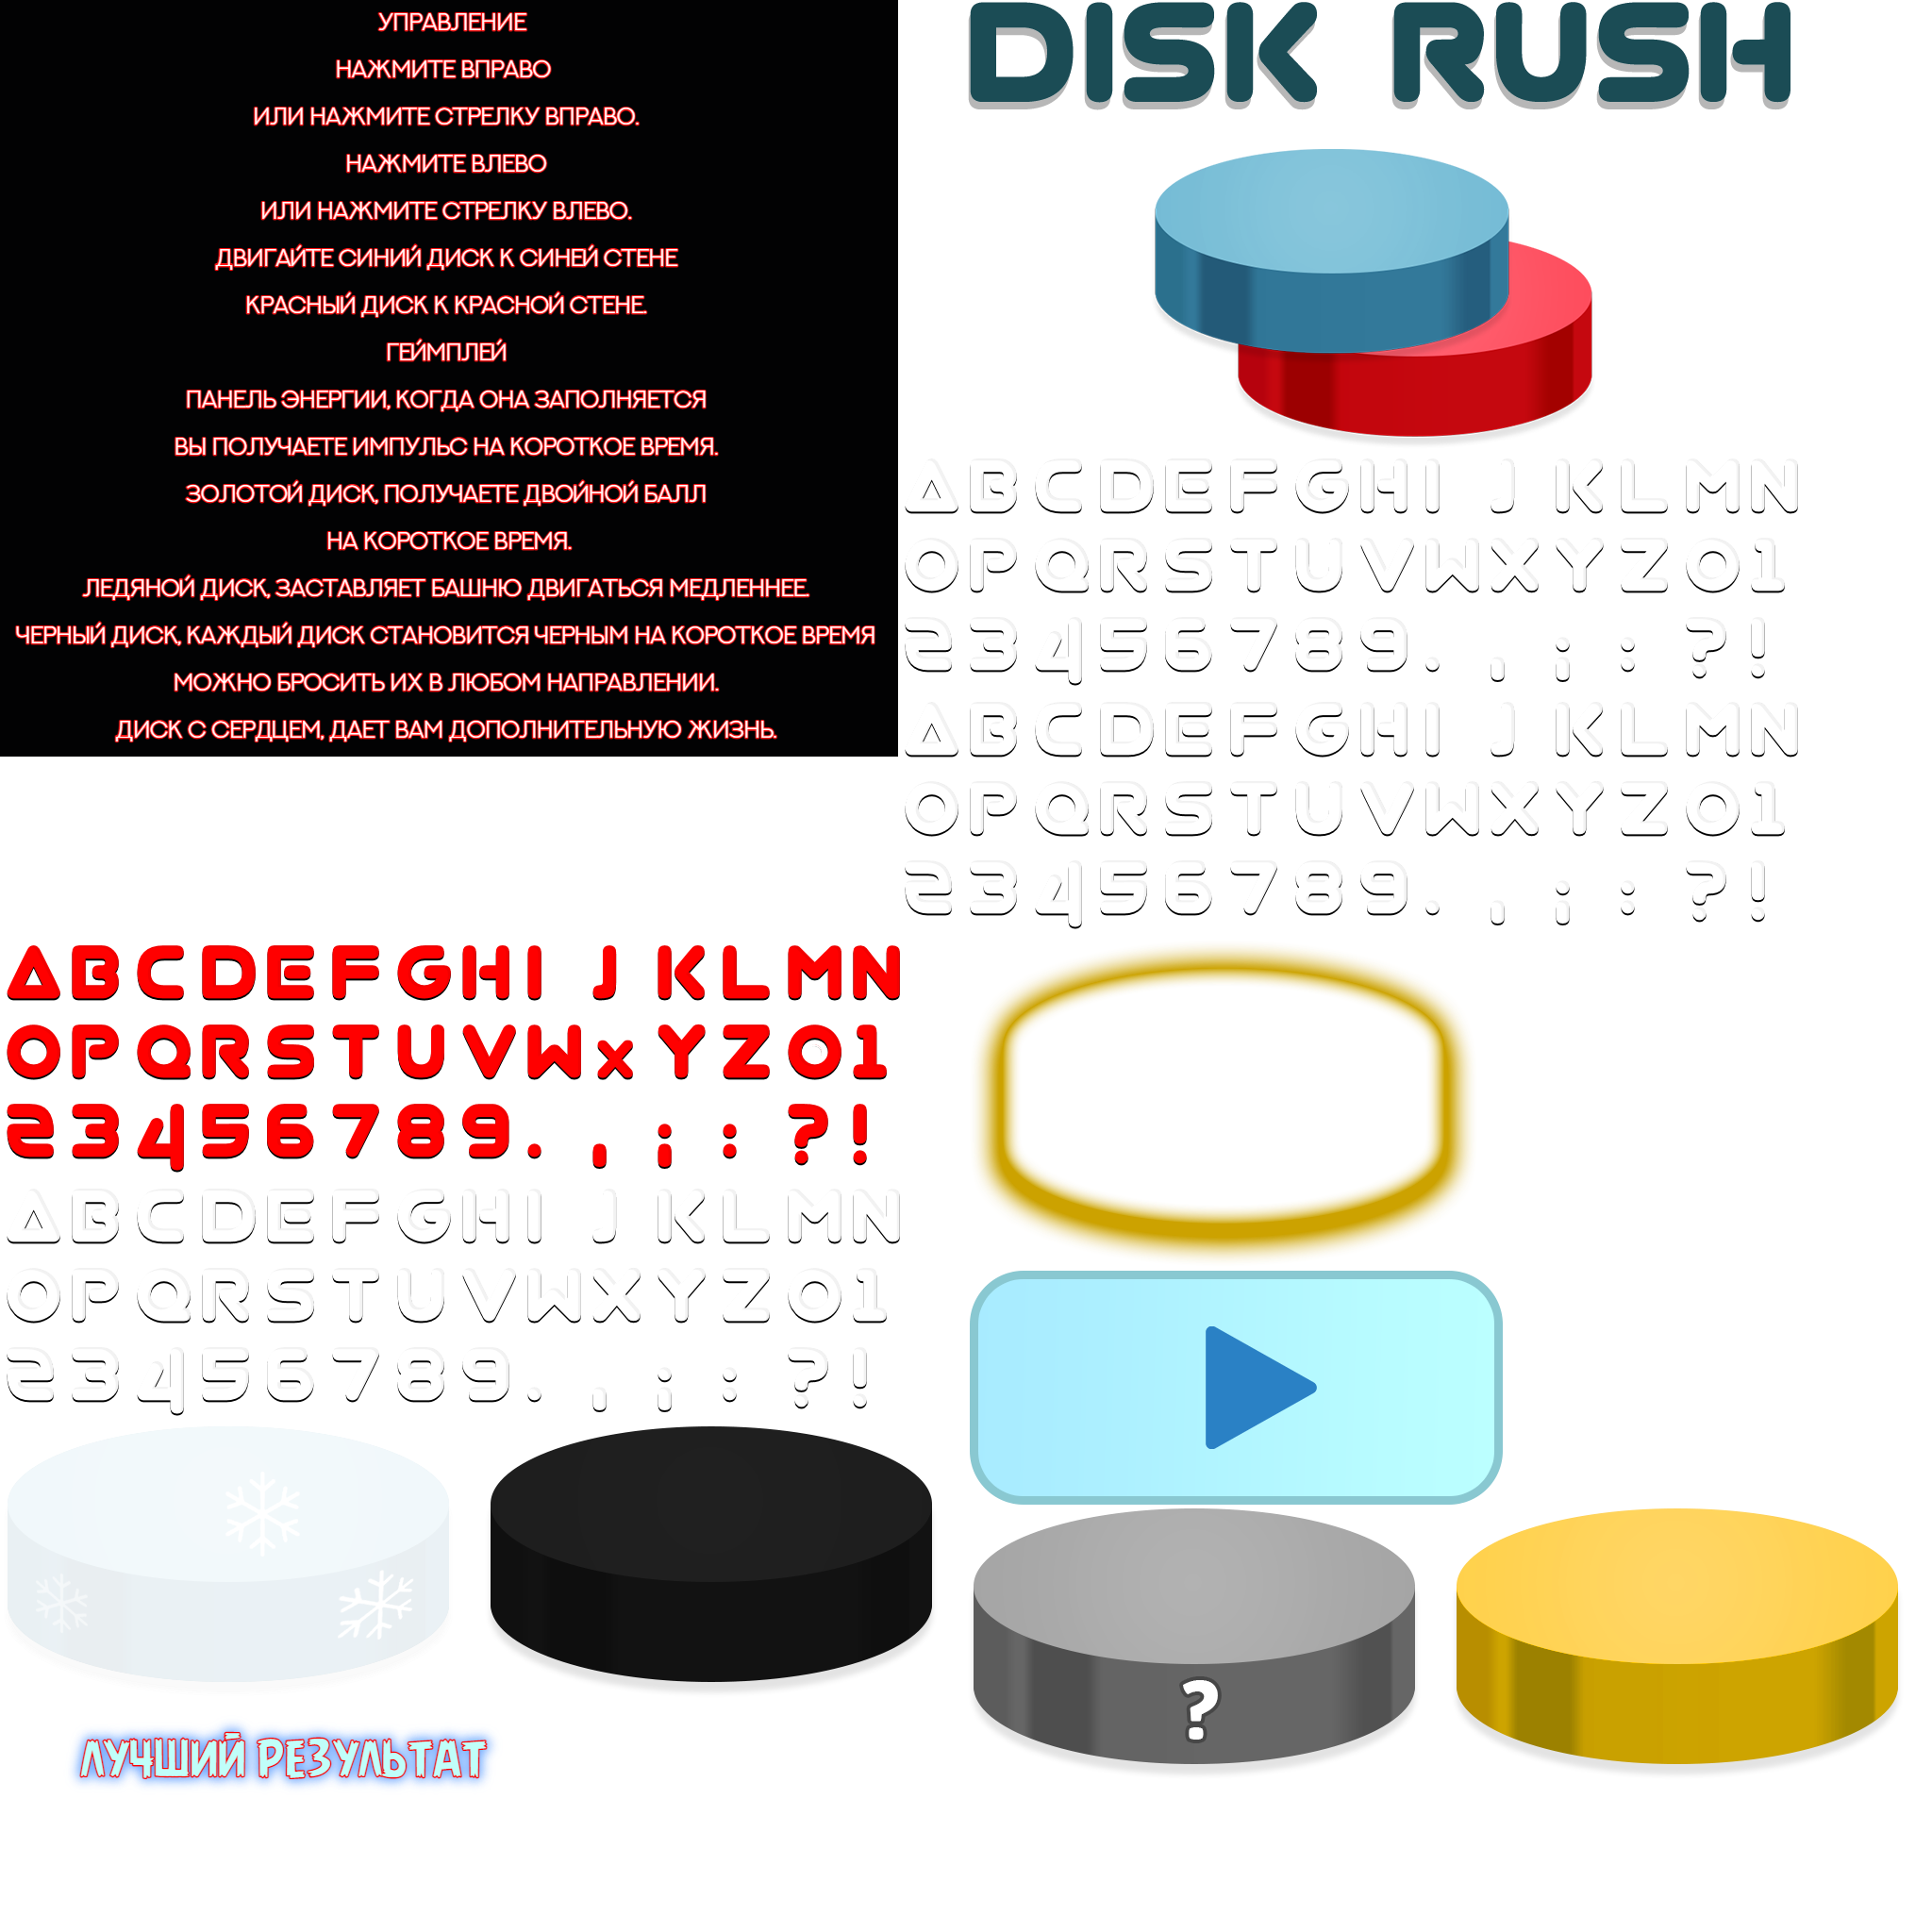 УПРАВЛЕНИЕ
НАЖМИТЕ ВПРАВО
ИЛИ НАЖМИТЕ СТРЕЛКУ ВПРАВО.
НАЖМИТЕ ВЛЕВО
ИЛИ НАЖМИТЕ СТРЕЛКУ ВЛЕВО.
ДВИГАЙТЕ СИНИЙ ДИСК К СИНЕЙ СТЕНЕ
КРАСНЫЙ ДИСК К КРАСНОЙ СТЕНЕ.
ГЕЙМПЛЕЙ
ПАНЕЛЬ ЭНЕРГИИ, КОГДА ОНА ЗАПОЛНЯЕТСЯ
ВЫ ПОЛУЧАЕТЕ ИМПУЛЬС НА КОРОТКОЕ ВРЕМЯ.
ЗОЛОТОЙ ДИСК, ПОЛУЧАЕТЕ ДВОЙНОЙ БАЛЛ
НА КОРОТКОЕ ВРЕМЯ.
ЛЕДЯНОЙ ДИСК, ЗАСТАВЛЯЕТ БАШНЮ ДВИГАТЬСЯ МЕДЛЕННЕЕ.
ЧЕРНЫЙ ДИСК, КАЖДЫЙ ДИСК СТАНОВИТСЯ ЧЕРНЫМ НА КОРОТКОЕ ВРЕМЯ
МОЖНО БРОСИТЬ ИХ В ЛЮБОМ НАПРАВЛЕНИИ.
ДИСК С СЕРДЦЕМ, ДАЕТ ВАМ ДОПОЛНИТЕЛЬНУЮ ЖИЗНЬ.
DISK RUSH
ABCDEFGHI J KLMN
OPQRSTUVWXYZ01
23456789. , ; : ?!
ABCDEFGHI J KLMN
OPQRSTUVWXYZ01
23456789. , ; : ?!
ABCDEFGHI J KLMN
OPQRSTUVWxYZ01
23456789. , ; : ?!
ABCDEFGHI J KLMN
OPQRSTUVWXYZ01
23456789. , ; : ?!
?
ЛУЧШИЙ РЕЗУЛЬТАТ